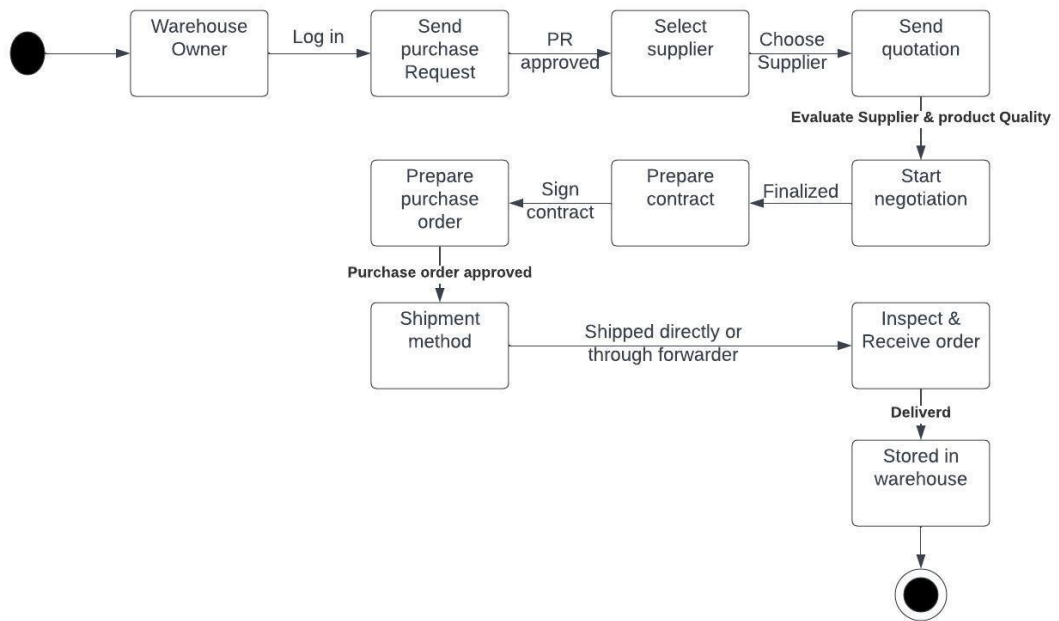 Warehouse
Owner
Log in
Send
purchase
Request
PR
approved
Select
supplier
Choose
Supplier
Send
quotation
Evaluate Supplier & product Quality
Start
negotiation
Finalized
Prepare
contract
Sign
contract
Prepare
purchase
order
Purchase order approved
Shipment
method
Shipped directly or
through forwarder
Inspect &
Receive order
Deliverd
Stored in
warehouse